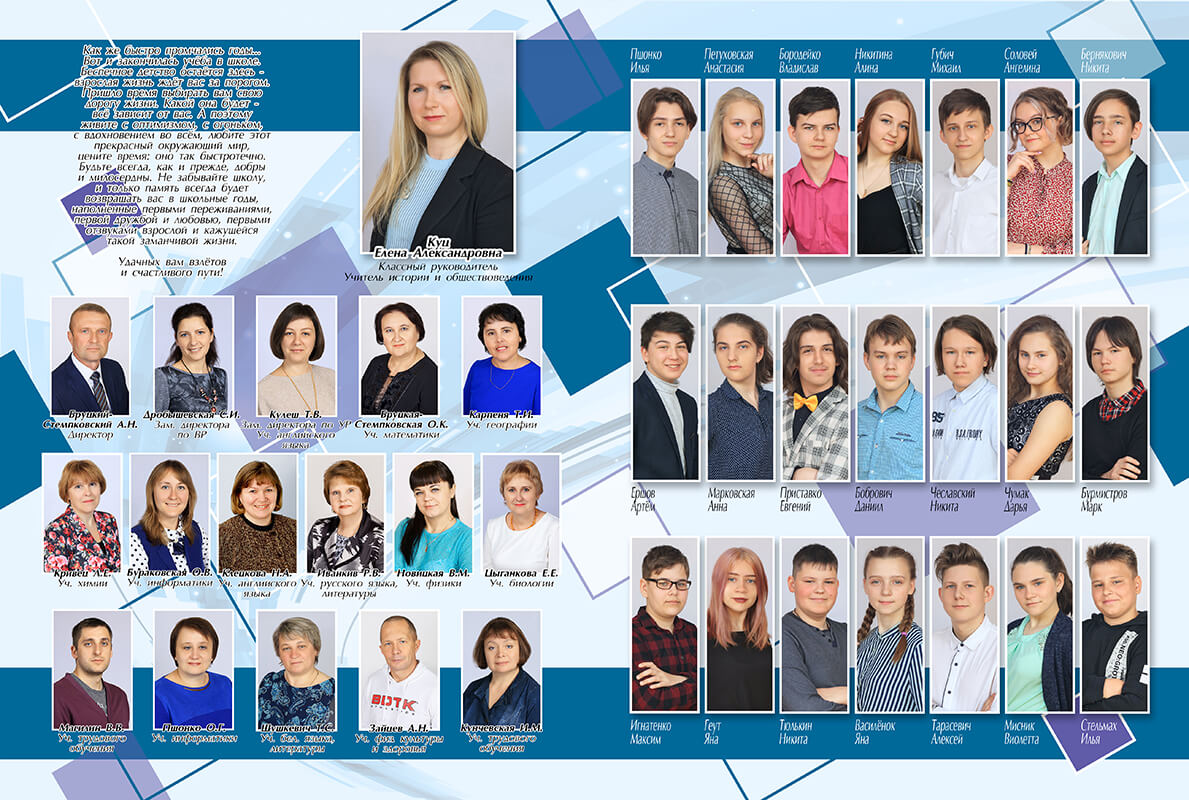 Как же быстро промчались годы...
Вот и закончилась учёба в школе.
Беспечное детство остаётся здесь -
взрослая жизнь ждёт вас за порогом.
Пришло время выбирать вам свою
дорогу жизни. Какой она будет -
всё зависит от вас. А поэтому
живите с оптимизмом, с огоньком,
с вдохновением во всём, любите этот
прекрасный окружающий мир,
цените время; оно так быстротечно.
Будьте всегда, как и прежде, добры
и милосердны. Не забывайте школу,
и только память всегда будет
возвращать вас в школьные годы,
наполненные первыми переживаниями,
первой дружбой и любовью, первыми
отзвуками взрослой и кажущейся
такой заманчивой жизни.
Удачных вам взлётов
и счастливого пути!
Куц
Елена Александровна
Классный руководитель
Учитель истории и обществоведения
Бруцкий-
Стемпковский А.Н.
Директор
Дробышевская С.И.
Зам. директора
по ВР
Кулеш Т.В.
Зам. директора по УР
Уч. английского
языка
Бруцкая-
Стемпковская О.К.
Уч. математики
Карпеня Т.И.
Уч. географии
Кривец Л.Е.
Уч. химии
Бураковская О.В.
Уч. информатики
Клецкова Н.А.
Уч. английского
языка
Иванкив Р.В.
Уч. русского языка,
литературы
Новицкая В.М.
Уч. физики
Цыганкова Е.Е.
Уч. биологии
В.В.
Уч. трудового
обучения
Пшонко О.Г.
Уч. информатики
Шушкевич Т.С.
Уч. бел. языка,
литературы
BOTK
Зайцев А.Н.
Уч. физ. культуры
и здоровья
Кунчевская И.М.
Уч. трудового
обучения
Пшонко
Илья
Петуховская
Анастасия
Бородейко
Владислав
Никитина
Алина
Губич
Михаил
Соловей
Ангелина
Бернякович
Никита
Ершов
Артём
Марковская
Анна
Приставко
Евгений
Бобрович
Даниил
Чеславский
Никита
Чумак
Дарья
Бурмистров
Марк
Игнатенко
Максим
Геут
Яна
Тюлькин
Никита
Василёнок
Яна
Тарасевич
Алексей
Мисник
Виолетта
Стельмах
Илья